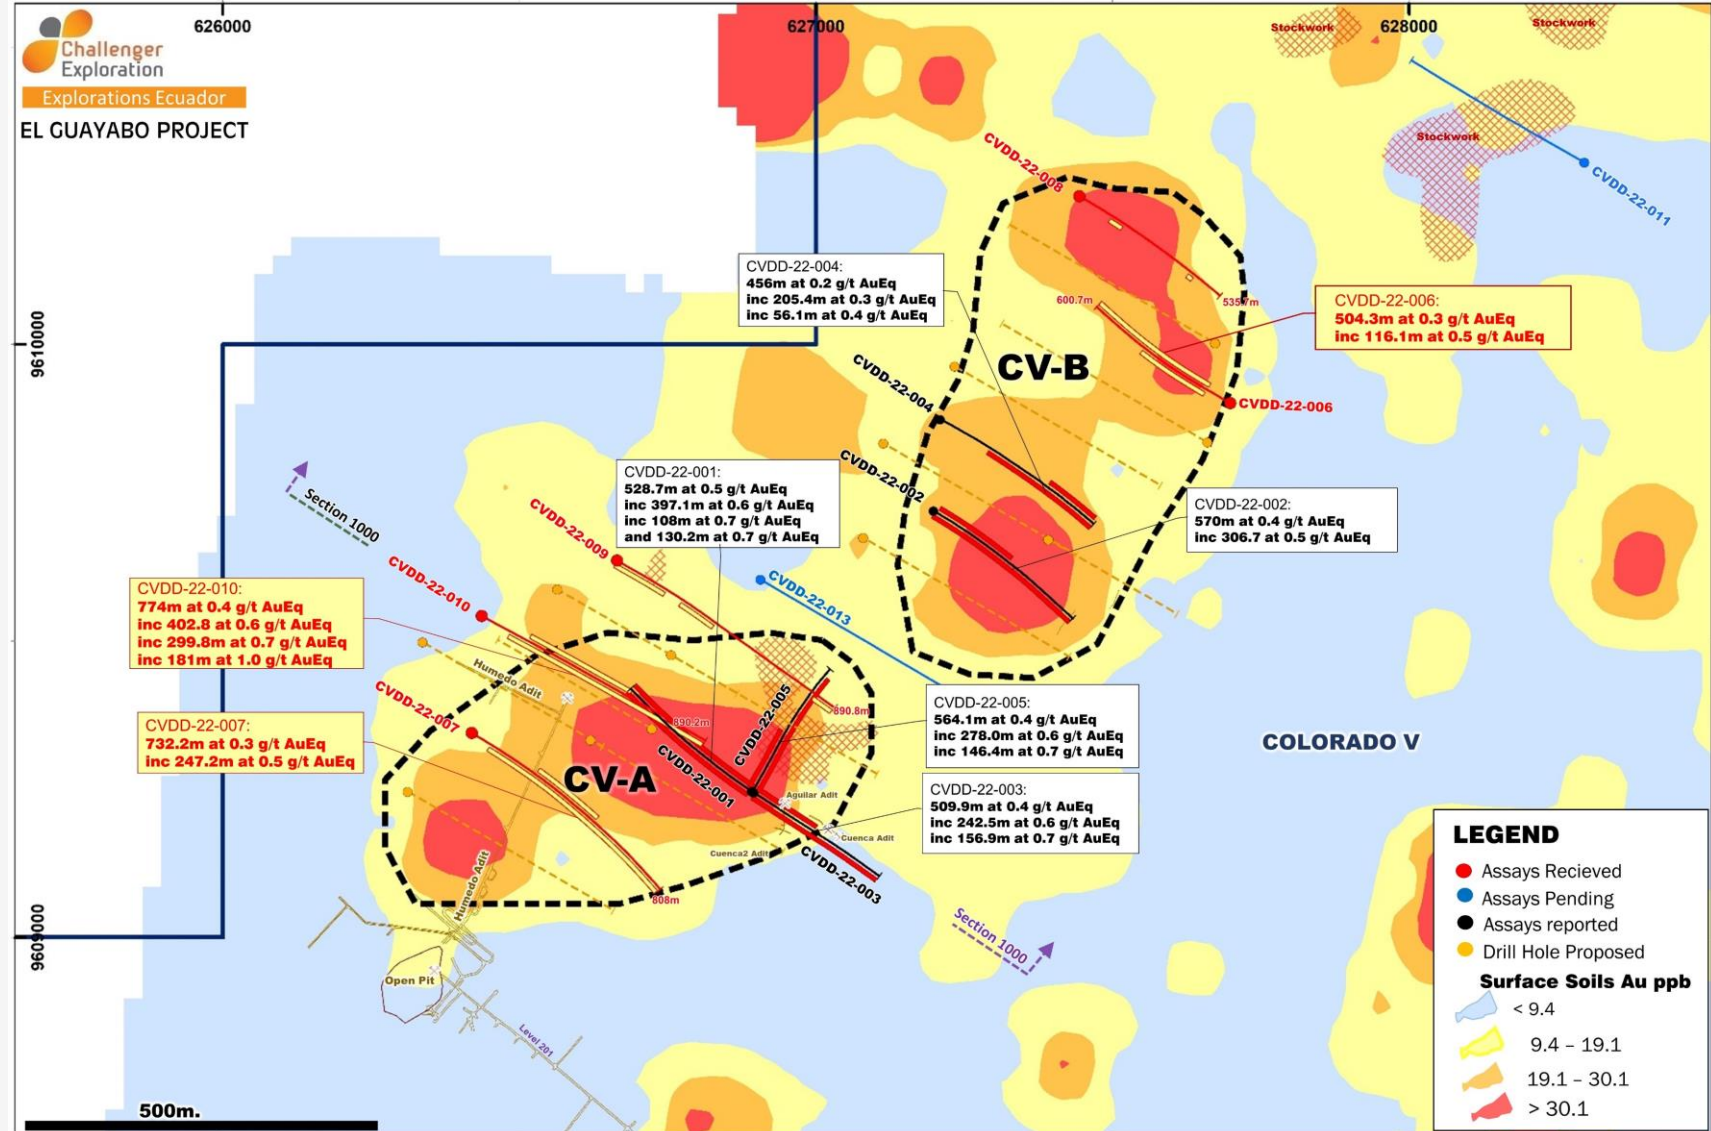 626000
627000
628000
Challenger
Exploration
Explorations Ecuador
EL GUAYABO PROJECT
Stockwork
Stockwork
Stockwork
CVDD-22-008
CVDD-22-011
CVDD-22-004:
456m at 0.2 g/t AuEq
inc 205.4m at 0.3 g/t AuEq
inc 56.1m at 0.4 g/t AuEq
600.7m
535.7m
CVDD-22-006:
504.3m at 0.3 g/t AuEq
inc 116.1m at 0.5 g/t AuEq
9610000
CV-B
CVDD-22-004
CVDD-22-006
CVDD-22-002
CVDD-22-001:
528.7m at 0.5 g/t AuEq
inc 397.1m at 0.6 g/t AuEq
inc 108m at 0.7 g/t AuEq
and 130.2m at 0.7 g/t AuEq
CVDD-22-002:
570m at 0.4 g/t AuEq
inc 306.7 at 0.5 g/t AuEq
Section 1000
CVDD-22-009
CVDD-22-010
CVDD-22-013
CVDD-22-010:
774m at 0.4 g/t AuEq
inc 402.8 at 0.6 g/t AuEq
inc 299.8m at 0.7 g/t AuEq
inc 181m at 1.0 g/t AuEq
Humedo Adit
CVDD-22-007
890.2m
CVDD-22-005
890.8m
CVDD-22-005:
564.1m at 0.4 g/t AuEq
inc 278.0m at 0.6 g/t AuEq
inc 146.4m at 0.7 g/t AuEq
CVDD-22-007:
732.2m at 0.3 g/t AuEq
inc 247.2m at 0.5 g/t AuEq
COLORADO V
CV-A
CVDD-22-001
Aguilar Adit
CVDD-22-003:
509.9m at 0.4 g/t AuEq
inc 242.5m at 0.6 g/t AuEq
inc 156.9m at 0.7 g/t AuEq
Cuenca Adit
Cuenca2 Adit
CVDD-22-003
Humedo Adit
808m
9609000
Section 1000
Open Pit
Level 201
500m.
LEGEND
Assays Recieved
Assays Pending
Assays reported
Drill Hole Proposed
Surface Soils Au ppb
< 9.4
9.4 – 19.1
19.1 – 30.1
> 30.1